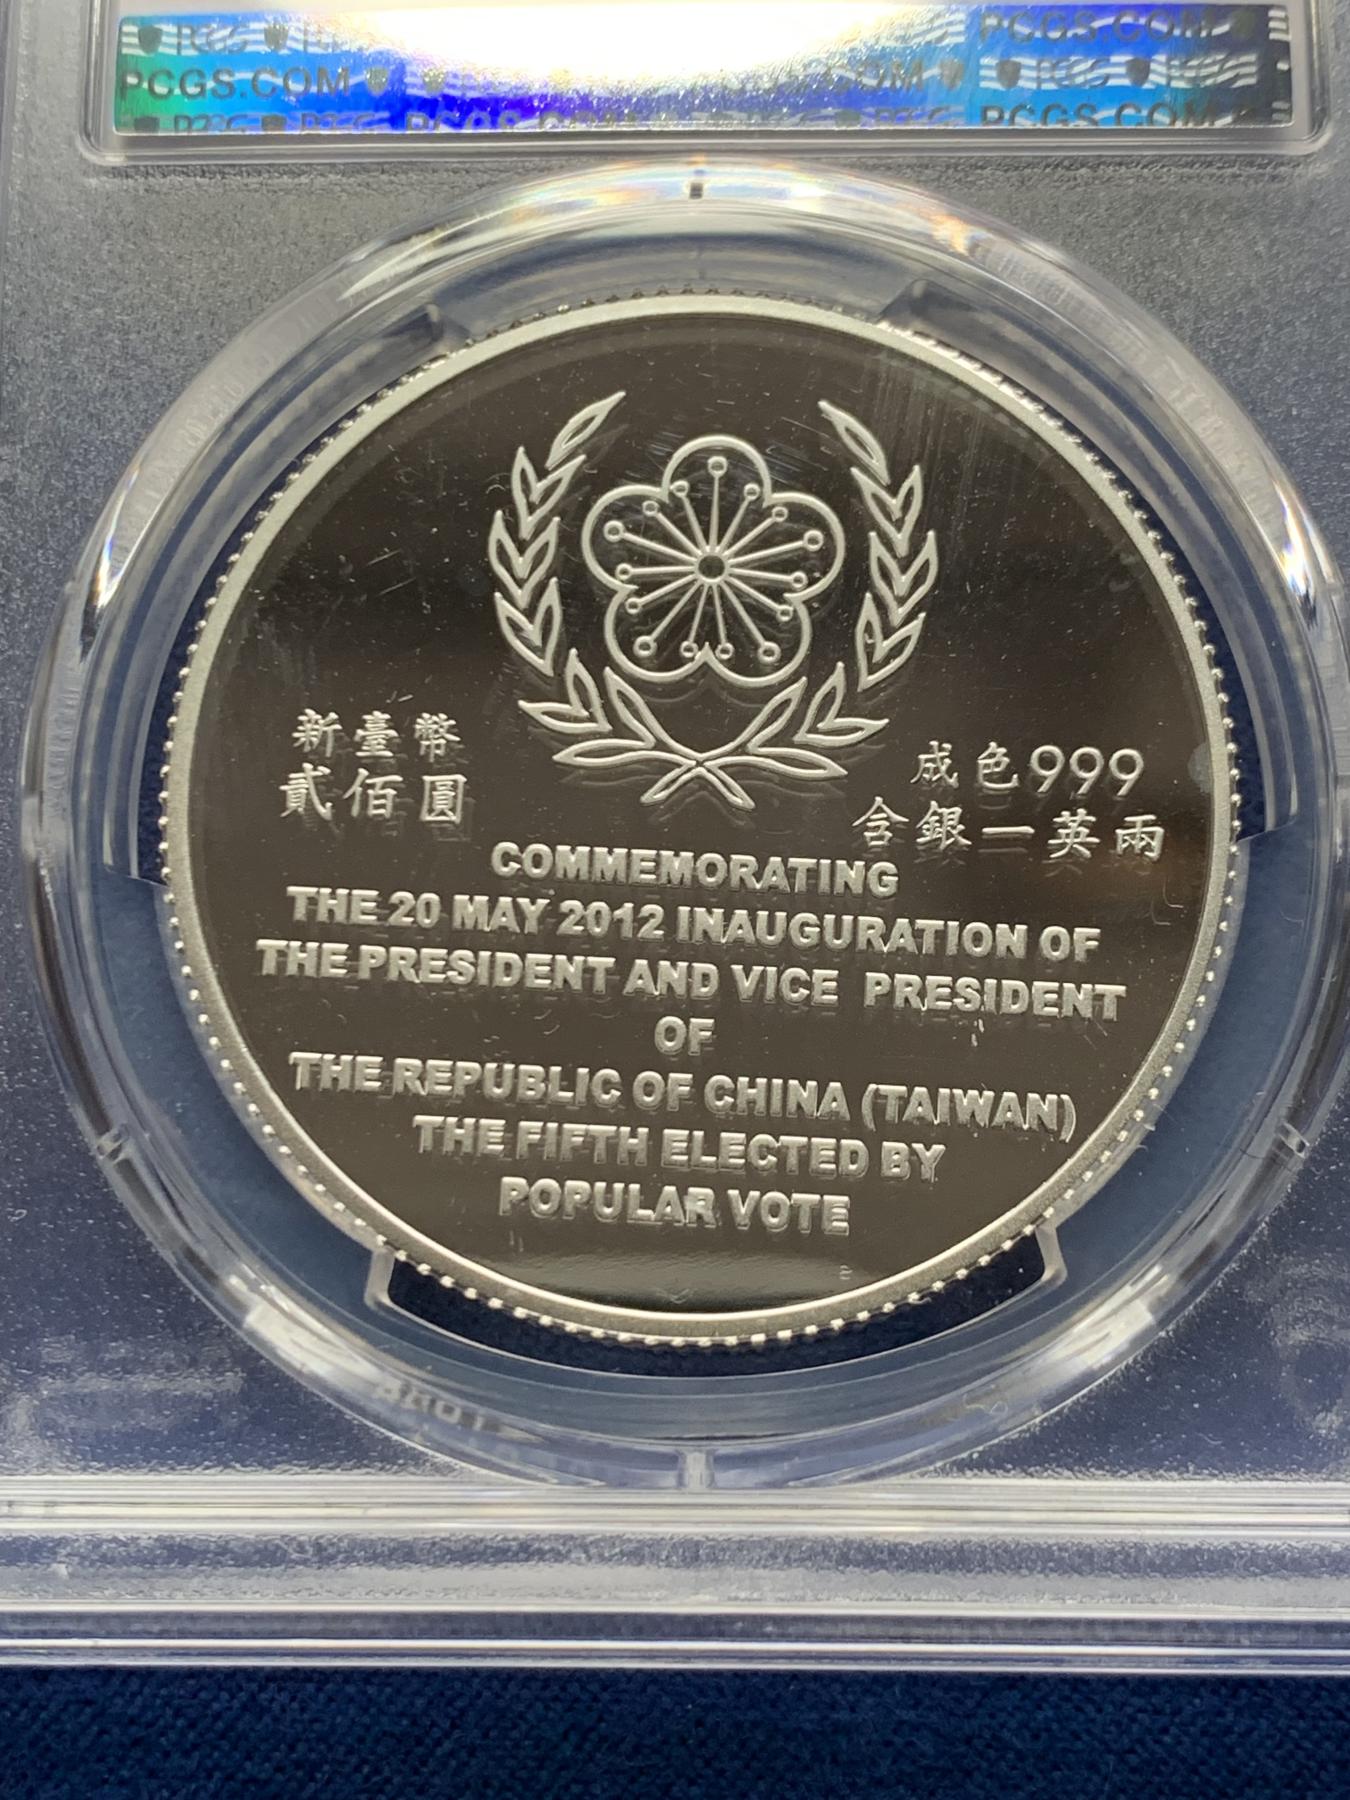 PCGS.COM
PCGS.COM
PCGS COM
新臺幣
貳佰圓
成色999
含銀一英兩
COMMEMORATING
THE 20 MAY 2012 INAUGURATION OF
THE PRESIDENT AND VICE PRESIDENT
OF
THE REPUBLIC OF CHINA (TAIWAN)
THE FIFTH ELECTED BY
POPULAR VOTE